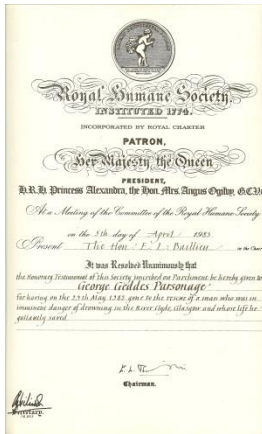 Royal Humane Society.
INSTITUTED 1774.
INCORPORATED BY ROYAL CHARTER
PATRON,
Her Majesty the Queen
PRESIDENT,
H.R.H. Princess Alexandra, the Hon. Mrs. Angus Ogilvy, G.C.V.O
At a Meeting of the Committee of the Royal Humane Society
on the 5th day of April 1983
Present The Hon E. L. Baillieu in the Chair
It was Resolved Unanimously that
the Honorary Testimonial of this Society inscribed on Parchment be hereby given to
George Geddes Parsonage
for having on the 29th May 1982 gone to the rescue of a man who was in
imminent danger of drowning in the River Clyde, Glasgow and whose life he
gallantly saved
Chairman.
Secretary.